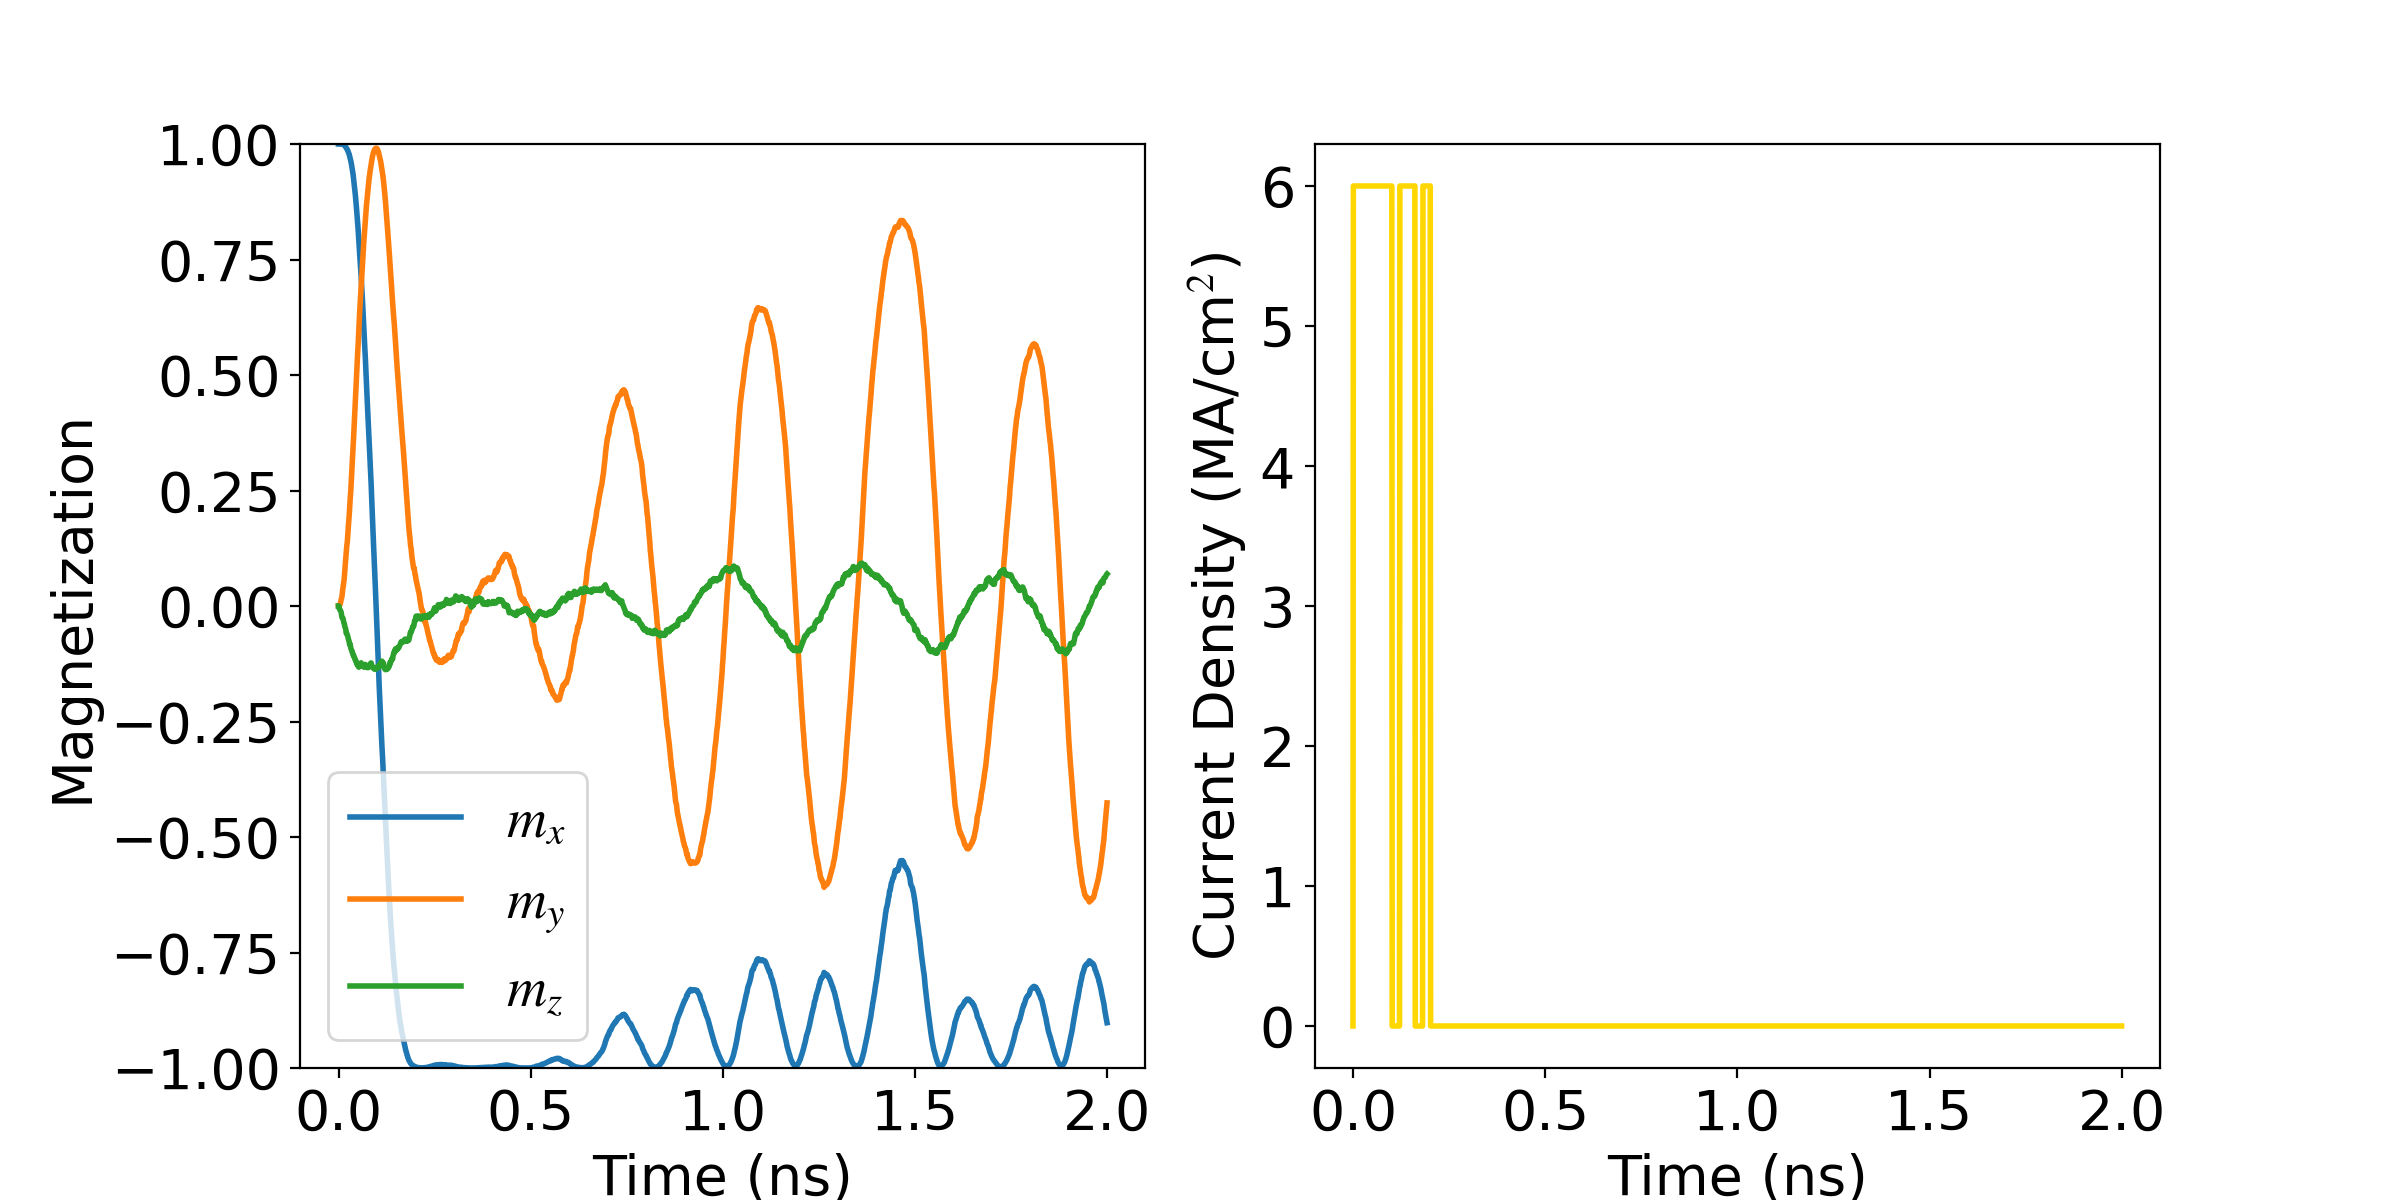 1.00
0.75
0.50
0.25
0.00
−0.25
−0.50
−0.75
−1.00
Magnetization
m_x
m_y
m_z
0.0 0.5 1.0 1.5 2.0
Time (ns)
6
5
4
3
2
1
0
Current Density (MA/cm²)
0.0 0.5 1.0 1.5 2.0
Time (ns)